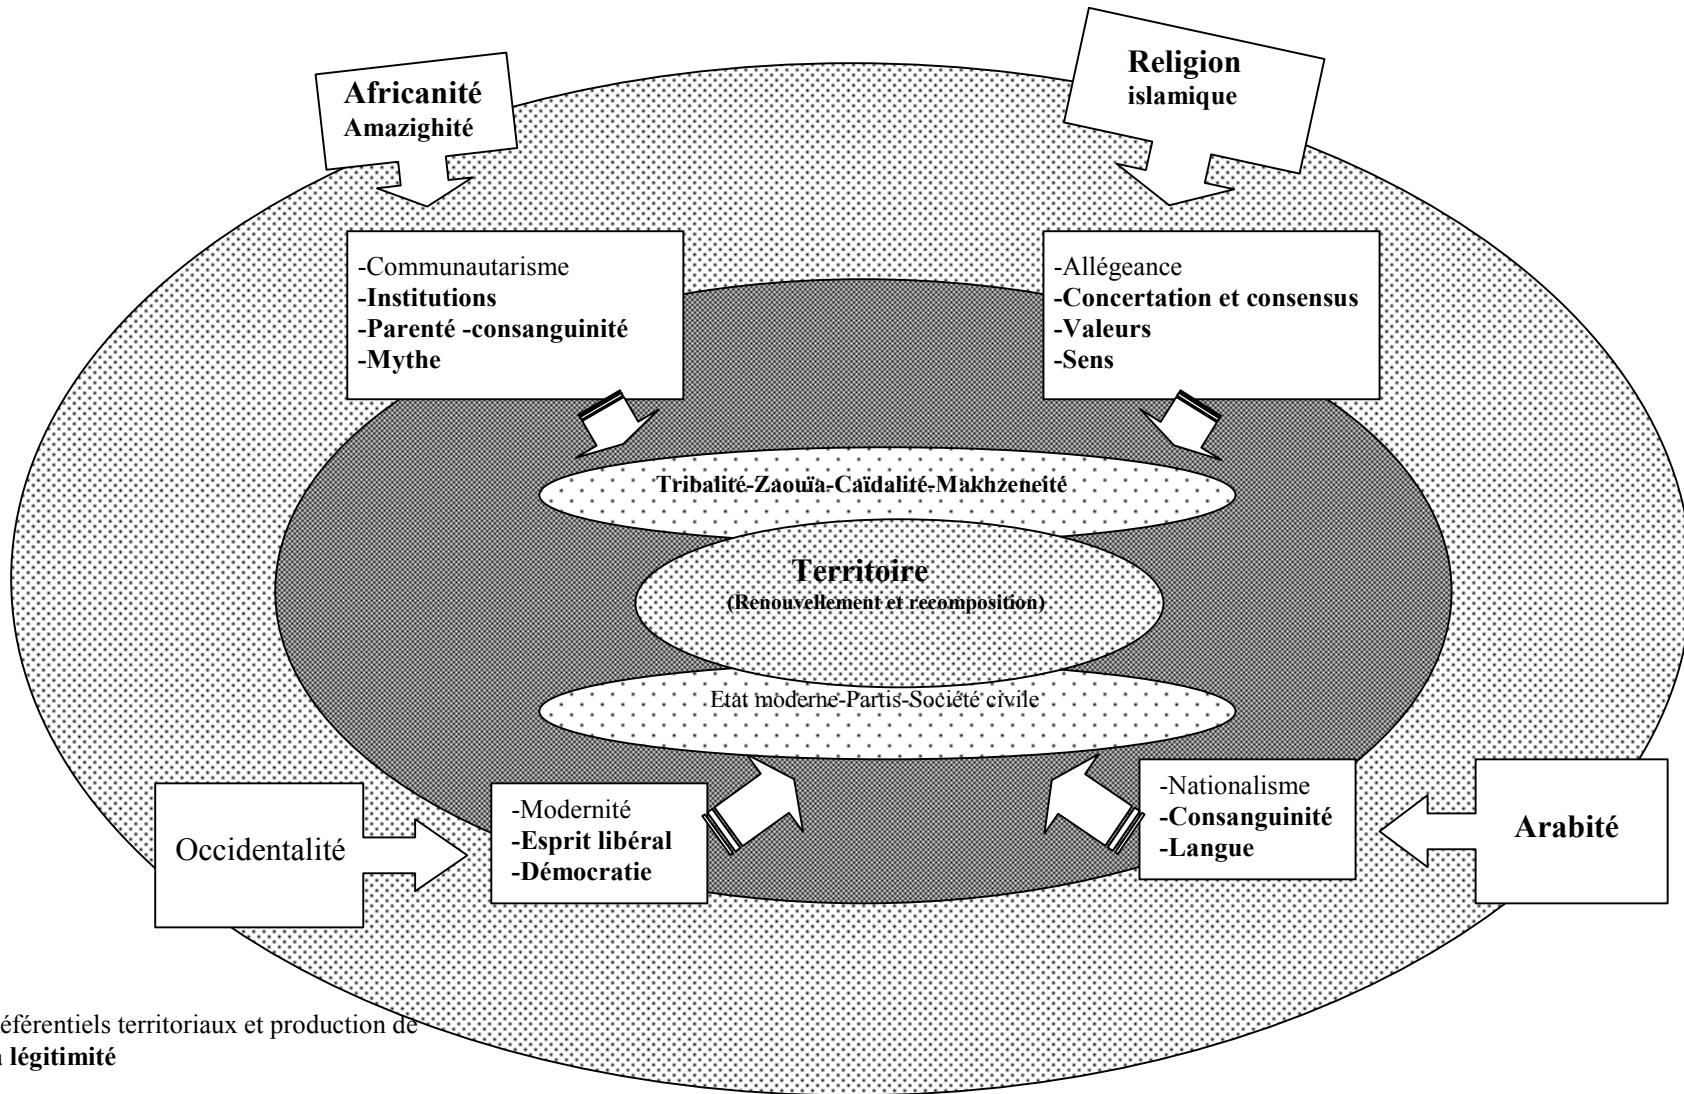 Africanité
Amazighité
Religion
islamique
-Communautarisme
-Institutions
-Parenté -consanguinité
-Mythe
-Allégeance
-Concertation et consensus
-Valeurs
-Sens
Tribalité-Zaouïa-Caïdalité-Makhzeneité
Territoire
(Renouvellement et recomposition)
Etat moderne-Partis-Société civile
Occidentalité
-Modernité
-Esprit libéral
-Démocratie
-Nationalisme
-Consanguinité
-Langue
Arabité
éférentiels territoriaux et production de
légitimité